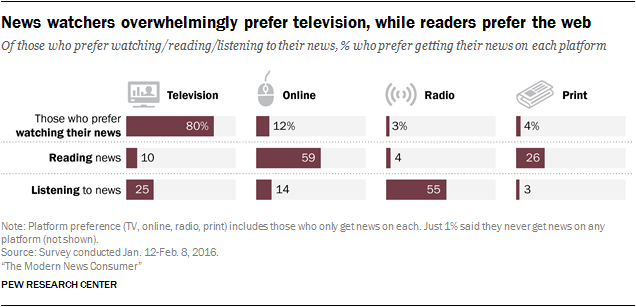 News watchers overwhelmingly prefer television, while readers prefer the web
Of those who prefer watching/reading/listening to their news, % who prefer getting their news on each platform
Television Online Radio Print
Those who prefer
watching their news 80% 12% 3% 4%
Reading news 10 59 4 26
Listening to news 25 14 55 3
Note: Platform preference (TV, online, radio, print) includes those who only get news on each. Just 1% said they never get news on any
platform (not shown).
Source: Survey conducted Jan. 12-Feb. 8, 2016.
“The Modern News Consumer”
PEW RESEARCH CENTER